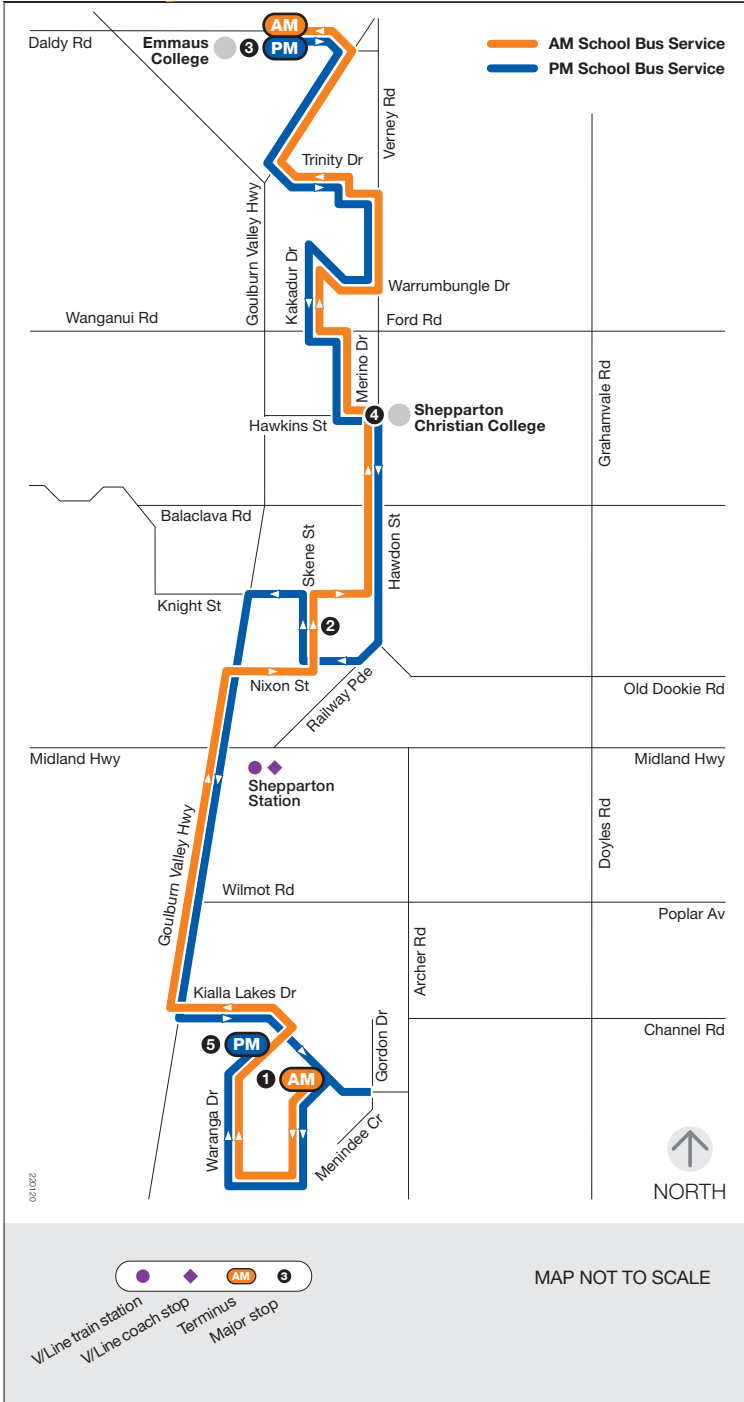 AM
Daldy Rd
Emmaus
College
3
PM
AM School Bus Service
PM School Bus Service
Verney Rd
Trinity Dr
Goulburn Valley Hwy
Kakadur Dr
Warrumbungle Dr
Wanganui Rd
Ford Rd
Merino Dr
Grahamvale Rd
4
Shepparton
Christian College
Hawkins St
Balaclava Rd
Skene St
Hawdon St
Knight St
2
Nixon St
Railway Pde
Old Dookie Rd
Midland Hwy
Midland Hwy
Shepparton
Station
Doyles Rd
Goulburn Valley Hwy
Wilmot Rd
Poplar Av
Archer Rd
Kialla Lakes Dr
Channel Rd
5
PM
Gordon Dr
1
AM
Waranga Dr
Menindee Cr
220120
NORTH
AM
3
V/Line train station
V/Line coach stop
Terminus
Major stop
MAP NOT TO SCALE